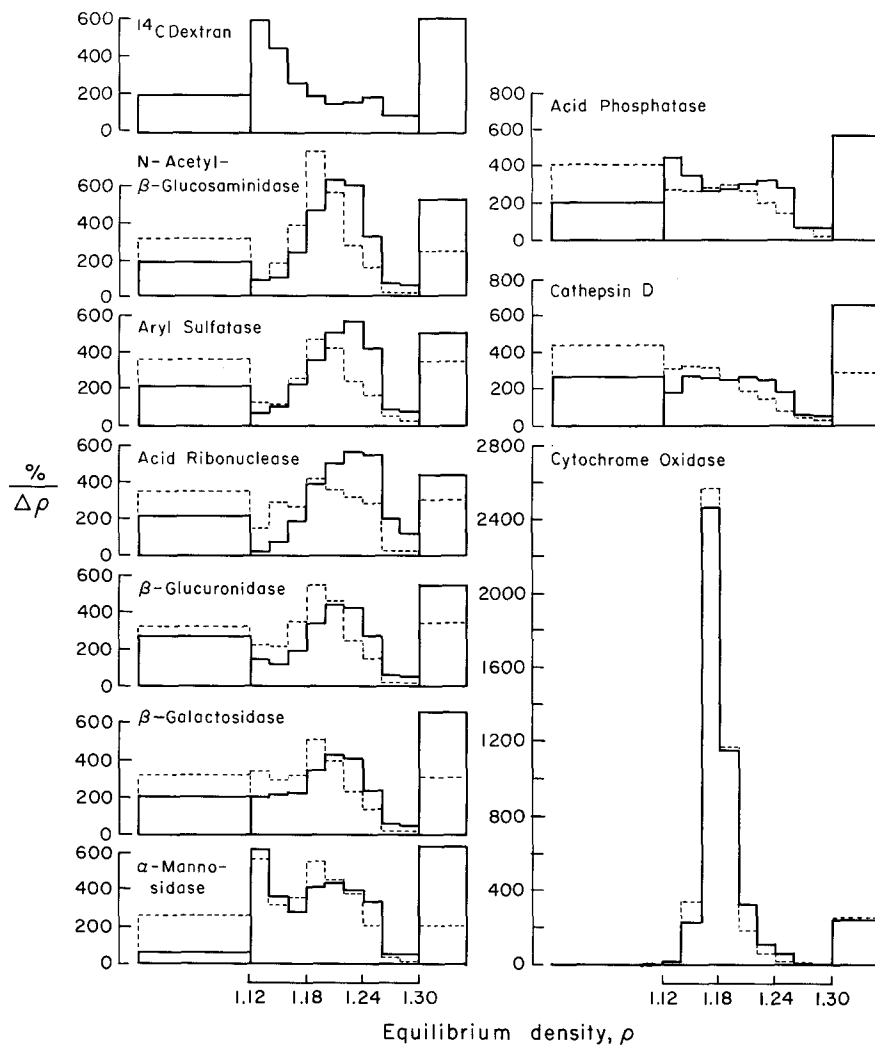 600
400
200
0
14C Dextran
N-Acetyl-
β-Glucosaminidase
600
400
200
0
Aryl Sulfatase
600
400
200
0
Acid Ribonuclease
600
400
200
0
β-Glucuronidase
600
400
200
0
β-Galactosidase
600
400
200
0
α-Manno-
sidase
600
400
200
0
1.12 1.18 1.24 1.30
%
Δρ
Acid Phosphatase
800
600
400
200
0
Cathepsin D
800
600
400
200
0
Cytochrome Oxidase
2800
2400
2000
1600
1200
800
400
0
1.12 1.18 1.24 1.30
Equilibrium density, ρ